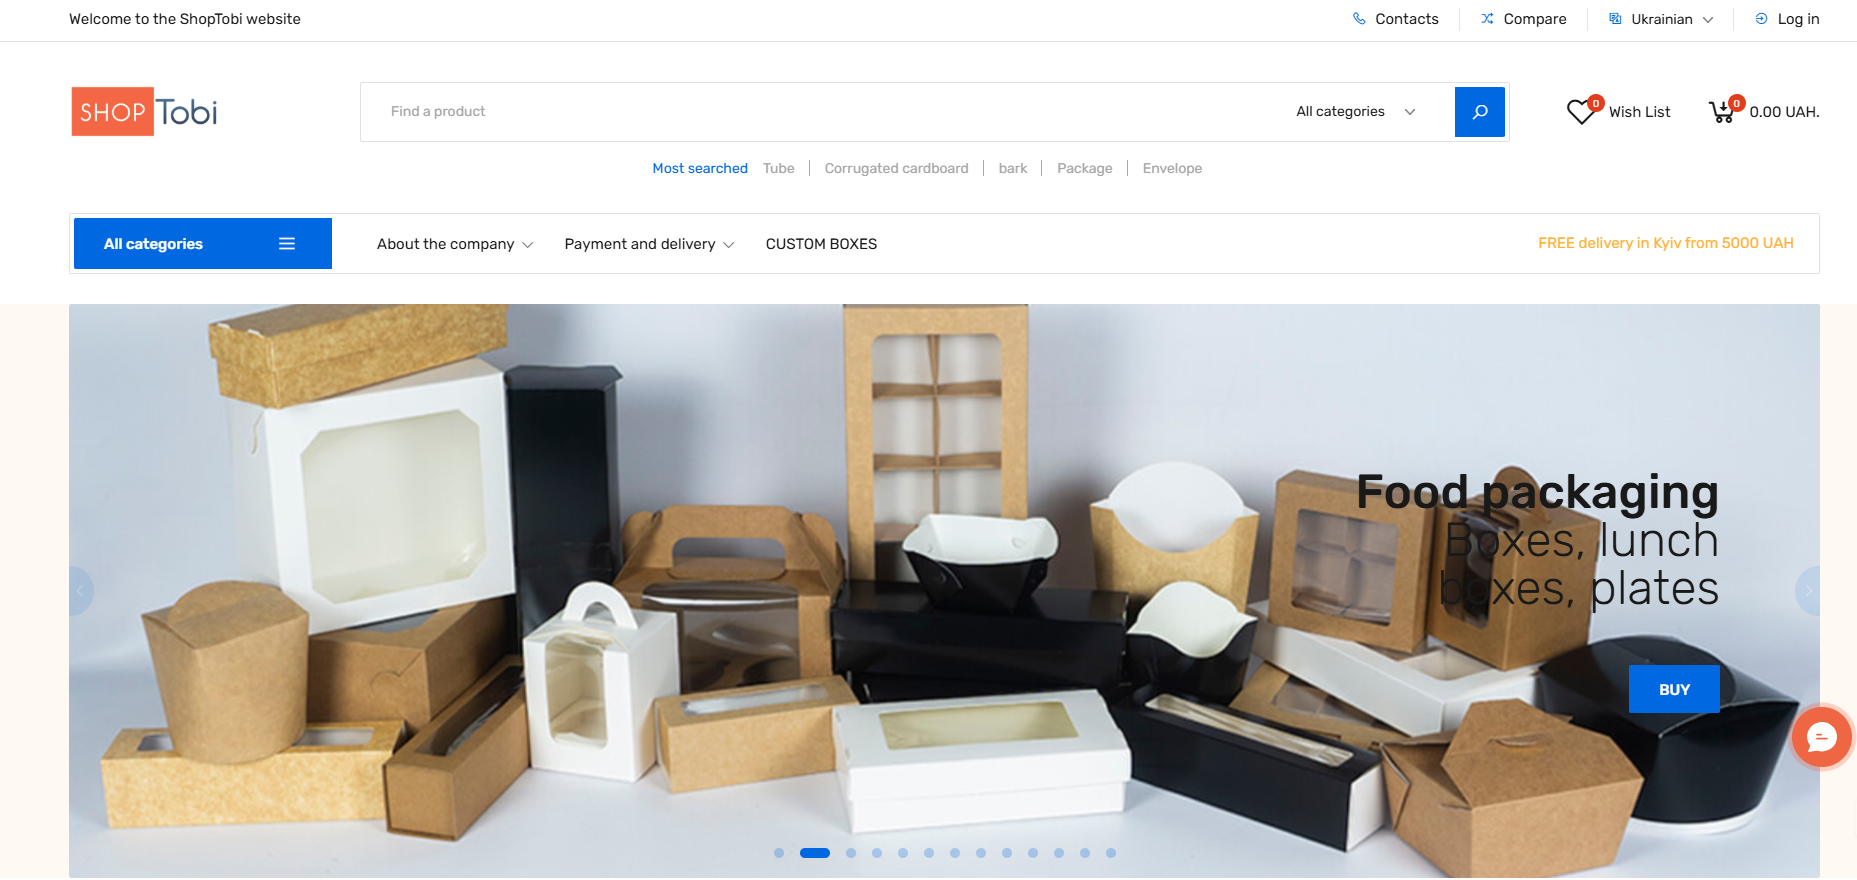 Welcome to the ShopTobi website
Contacts
Compare
Ukrainian
Log in
SHOP Tobi
Find a product
All categories
0
Wish List
0
0.00 UAH.
Most searched
Tube
Corrugated cardboard
bark
Package
Envelope
All categories
About the company
Payment and delivery
CUSTOM BOXES
FREE delivery in Kyiv from 5000 UAH
Food packaging
Boxes, lunch
boxes, plates
BUY